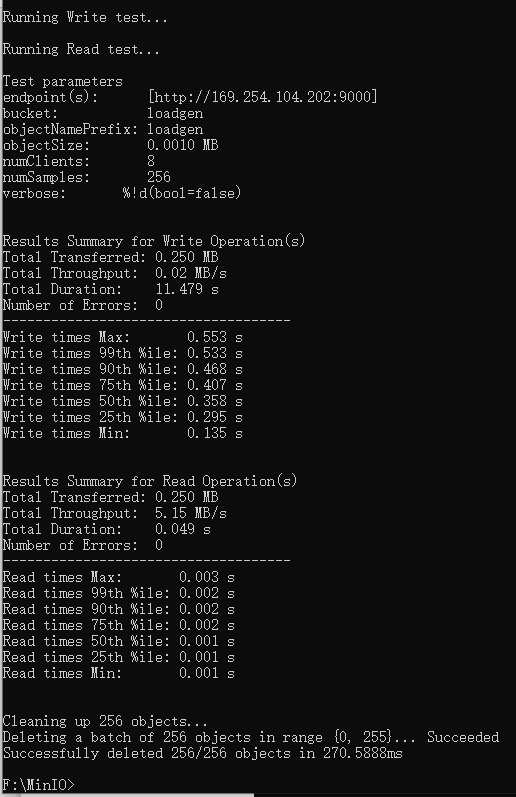 Running Write test...
Running Read test...
Test parameters
endpoint(s):      [http://169.254.104.202:9000]
bucket:           loadgen
objectNamePrefix: loadgen
objectSize:       0.0010 MB
numClients:       8
numSamples:       256
verbose:       %!d(bool=false)
Results Summary for Write Operation(s)
Total Transferred: 0.250 MB
Total Throughput:  0.02 MB/s
Total Duration:    11.479 s
Number of Errors:  0
------------------------------------
Write times Max:       0.553 s
Write times 99th %ile: 0.533 s
Write times 90th %ile: 0.468 s
Write times 75th %ile: 0.407 s
Write times 50th %ile: 0.358 s
Write times 25th %ile: 0.295 s
Write times Min:       0.135 s
Results Summary for Read Operation(s)
Total Transferred: 0.250 MB
Total Throughput:  5.15 MB/s
Total Duration:    0.049 s
Number of Errors:  0
------------------------------------
Read times Max:       0.003 s
Read times 99th %ile: 0.002 s
Read times 90th %ile: 0.002 s
Read times 75th %ile: 0.002 s
Read times 50th %ile: 0.001 s
Read times 25th %ile: 0.001 s
Read times Min:       0.001 s
Cleaning up 256 objects...
Deleting a batch of 256 objects in range {0, 255}... Succeeded
Successfully deleted 256/256 objects in 270.5888ms
F:\MinIO>